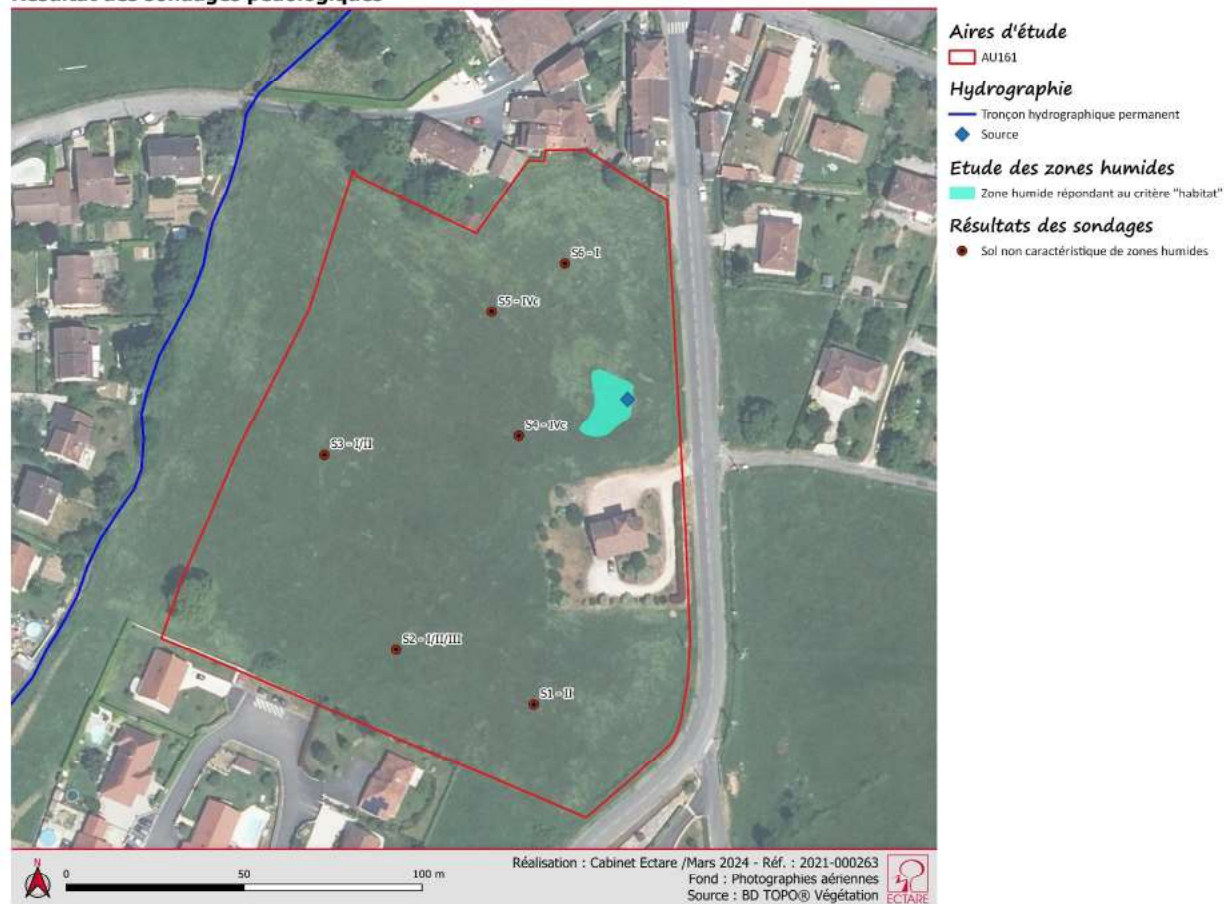 Résultat des sondages pédologiques
Aires d'étude
AU161
Hydrographie
Tronçon hydrographique permanent
Source
Etude des zones humides
Zone humide répondant au critère "habitat"
Résultats des sondages
Sol non caractéristique de zones humides
S6 - I
S5 - IVc
S4 - IVc
S3 - I/II
S2 - I/II/III
S1 - II
N
0 50 100 m
Réalisation : Cabinet Ectare /Mars 2024 - Réf. : 2021-000263
Fond : Photographies aériennes
Source : BD TOPO® Végétation
ECTARE